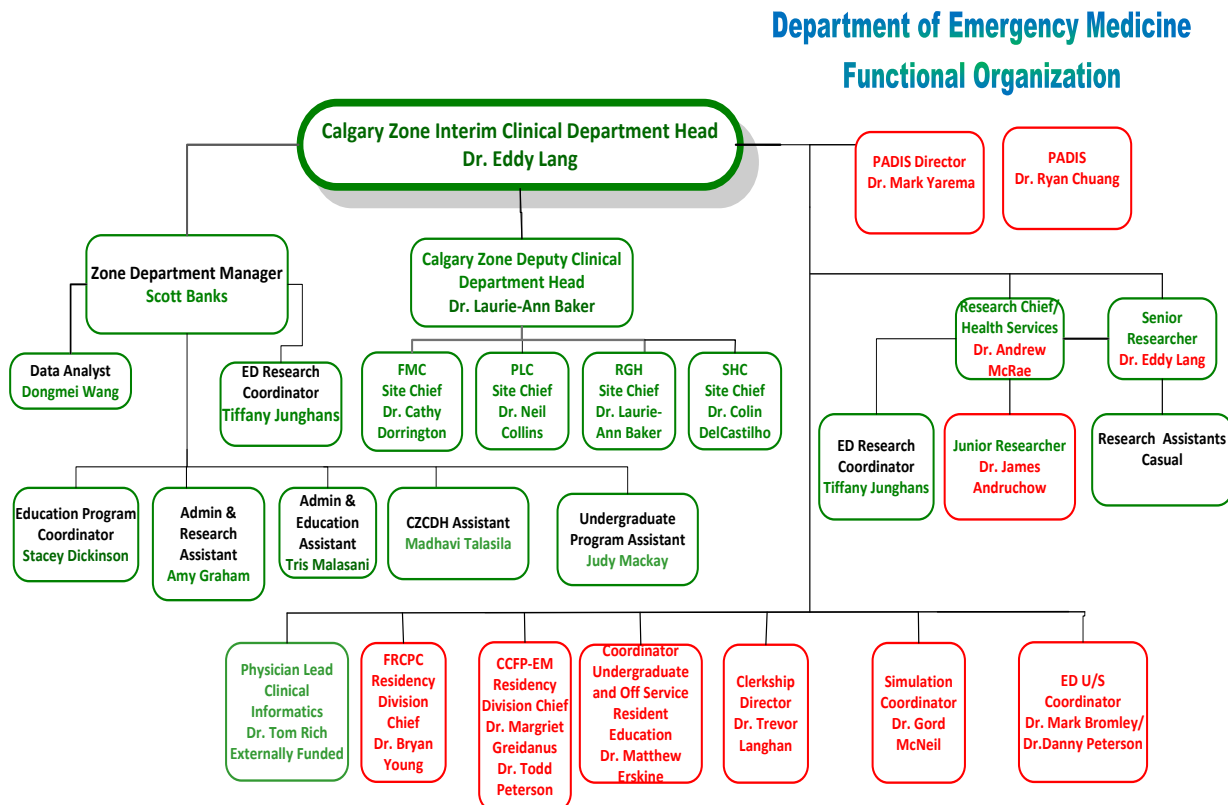 Department of Emergency Medicine
Functional Organization
Calgary Zone Interim Clinical Department Head
Dr. Eddy Lang
PADIS Director
Dr. Mark Yarema
PADIS
Dr. Ryan Chuang
Zone Department Manager
Scott Banks
Calgary Zone Deputy Clinical
Department Head
Dr. Laurie-Ann Baker
Research Chief/
Health Services
Dr. Andrew
McRae
Senior
Researcher
Dr. Eddy Lang
Data Analyst
Dongmei Wang
ED Research
Coordinator
Tiffany Junghans
FMC
Site Chief
Dr. Cathy
Dorrington
PLC
Site Chief
Dr. Neil
Collins
RGH
Site Chief
Dr. Laurie-
Ann Baker
SHC
Site Chief
Dr. Colin
DelCastilho
ED Research
Coordinator
Tiffany Junghans
Junior Researcher
Dr. James
Andruchow
Research Assistants
Casual
Education Program
Coordinator
Stacey Dickinson
Admin &
Research
Assistant
Amy Graham
Admin &
Education
Assistant
Tris Malasani
CZCDH Assistant
Madhavi Talasila
Undergraduate
Program Assistant
Judy Mackay
Physician Lead
Clinical
Informatics
Dr. Tom Rich
Externally Funded
FRCPC
Residency
Division
Chief
Dr. Bryan
Young
CCFP-EM
Residency
Division Chief
Dr. Margriet
Greidanus
Dr. Todd
Peterson
Coordinator
Undergraduate
and Off Service
Resident
Education
Dr. Matthew
Erskine
Clerkship
Director
Dr. Trevor
Langhan
Simulation
Coordinator
Dr. Gord
McNeil
ED U/S
Coordinator
Dr. Mark Bromley/
Dr.Danny Peterson